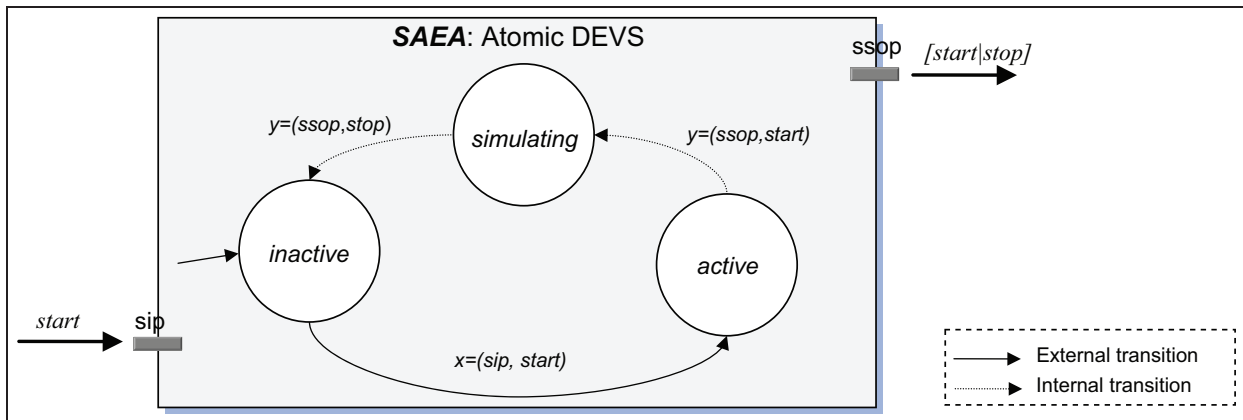 SAEA: Atomic DEVS
ssop
[start|stop]
y=(ssop,stop)
simulating
y=(ssop,start)
inactive
active
start
sip
x=(sip, start)
External transition
Internal transition